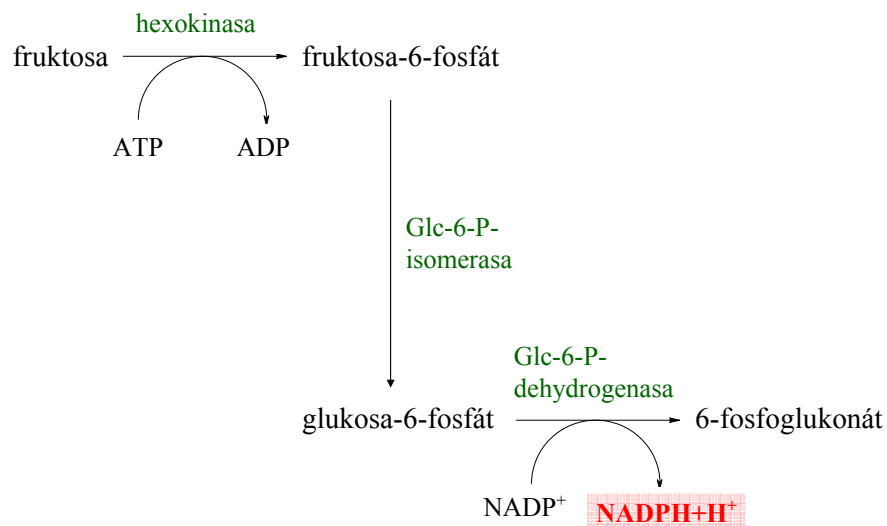 hexokinasa
fruktosa
fruktosa-6-fosfát
ATP
ADP
Glc-6-P-
isomerasa
Glc-6-P-
dehydrogenasa
glukosa-6-fosfát
6-fosfoglukonát
NADP⁺
NADPH+H⁺